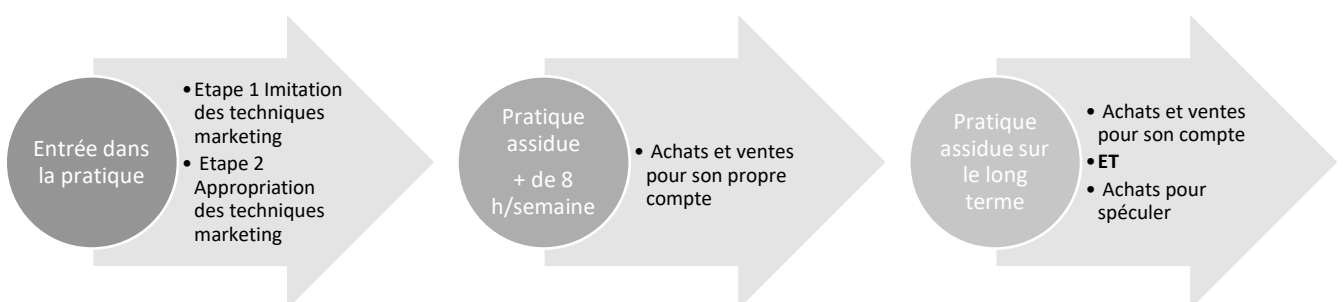 Entrée dans
la pratique
•Etape 1 Imitation
des techniques
marketing
• Etape 2
Appropriation
des techniques
marketing
Pratique
assidue
+ de 8
h/semaine
• Achats et ventes
pour son propre
compte
Pratique
assidue sur
le long
terme
• Achats et ventes
pour son compte
•ET
• Achats pour
spéculer